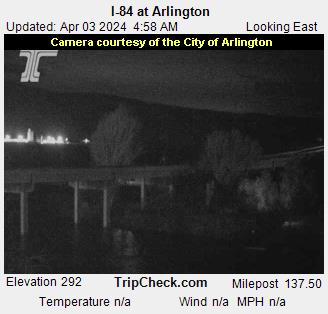 I-84 at Arlington
Updated: Apr 03 2024 4:58 AM Looking East
Camera courtesy of the City of Arlington
Elevation 292 TripCheck.com Milepost 137.50
Temperature n/a Wind n/a MPH n/a